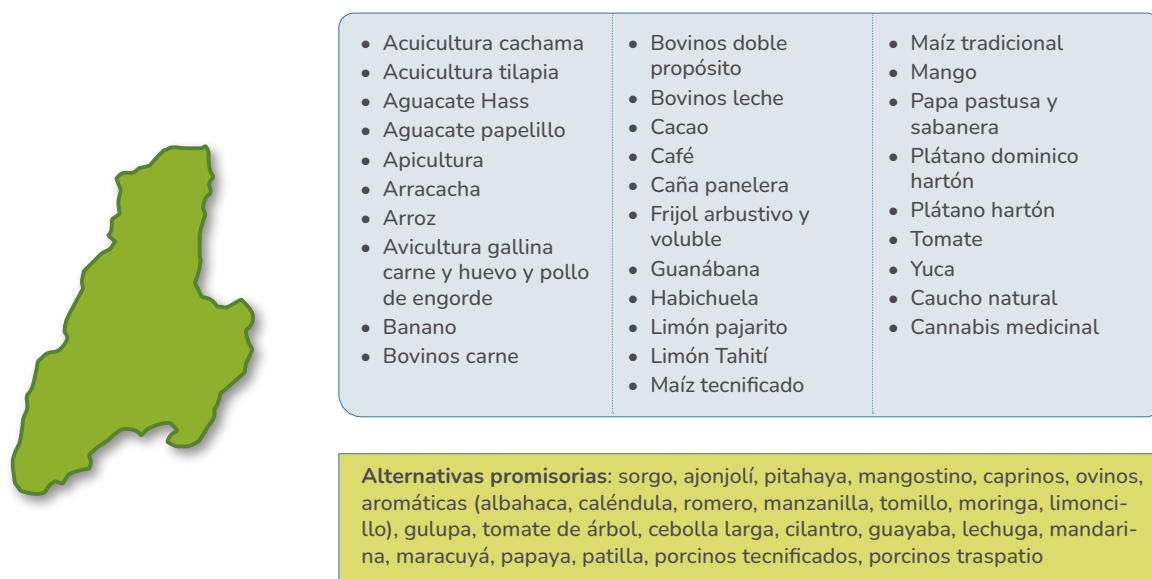 • Acuicultura cachama
• Acuicultura tilapia
• Aguacate Hass
• Aguacate papelillo
• Apicultura
• Arracacha
• Arroz
• Avicultura gallina
carne y huevo y pollo
de engorde
• Banano
• Bovinos carne
• Bovinos doble
propósito
• Bovinos leche
• Cacao
• Café
• Caña panelera
• Frijol arbustivo y
voluble
• Guanábana
• Habichuela
• Limón pajarito
• Limón Tahití
• Maíz tecnificado
• Maíz tradicional
• Mango
• Papa pastusa y
sabanera
• Plátano dominico
hartón
• Plátano hartón
• Tomate
• Yuca
• Caucho natural
• Cannabis medicinal
Alternativas promisorias: sorgo, ajonjolí, pitahaya, mangostino, caprinos, ovinos,
aromáticas (albahaca, caléndula, romero, manzanilla, tomillo, moringa, limonci-
llo), gulupa, tomate de árbol, cebolla larga, cilantro, guayaba, lechuga, mandari-
na, maracuyá, papaya, patilla, porcinos tecnificados, porcinos traspatio